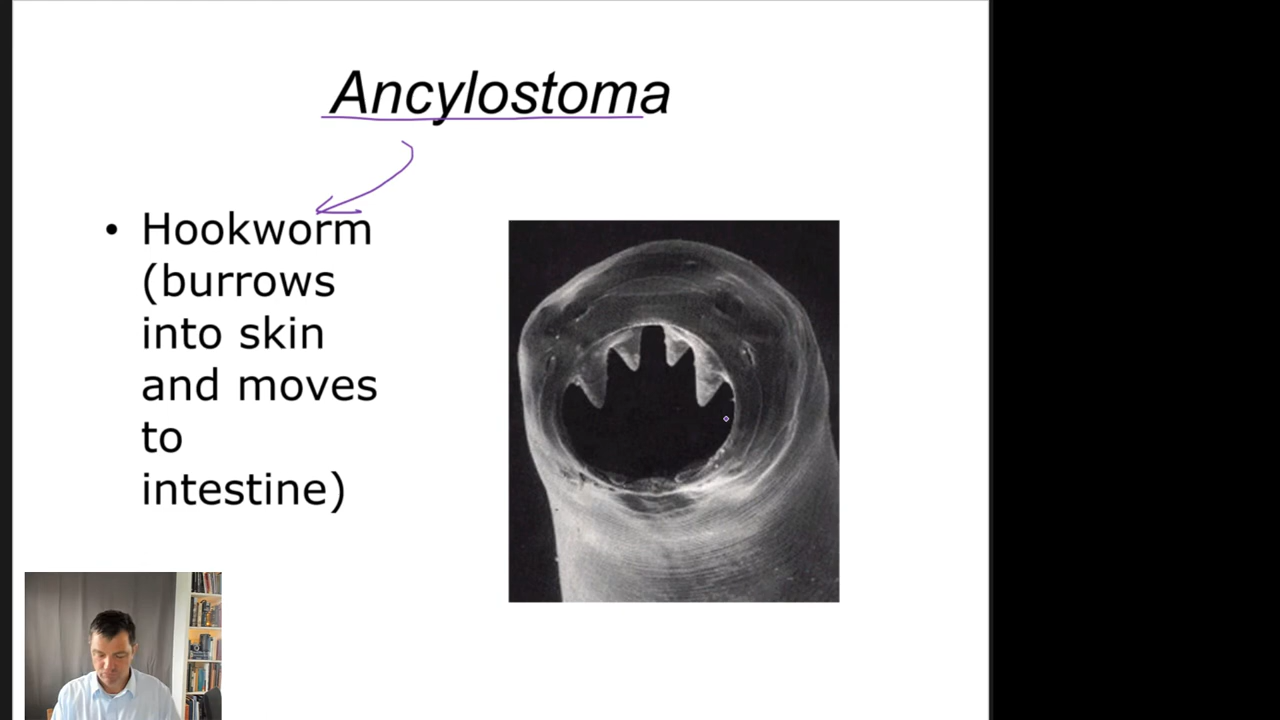 Ancylostoma
• Hookworm
(burrows
into skin
and moves
to
intestine)